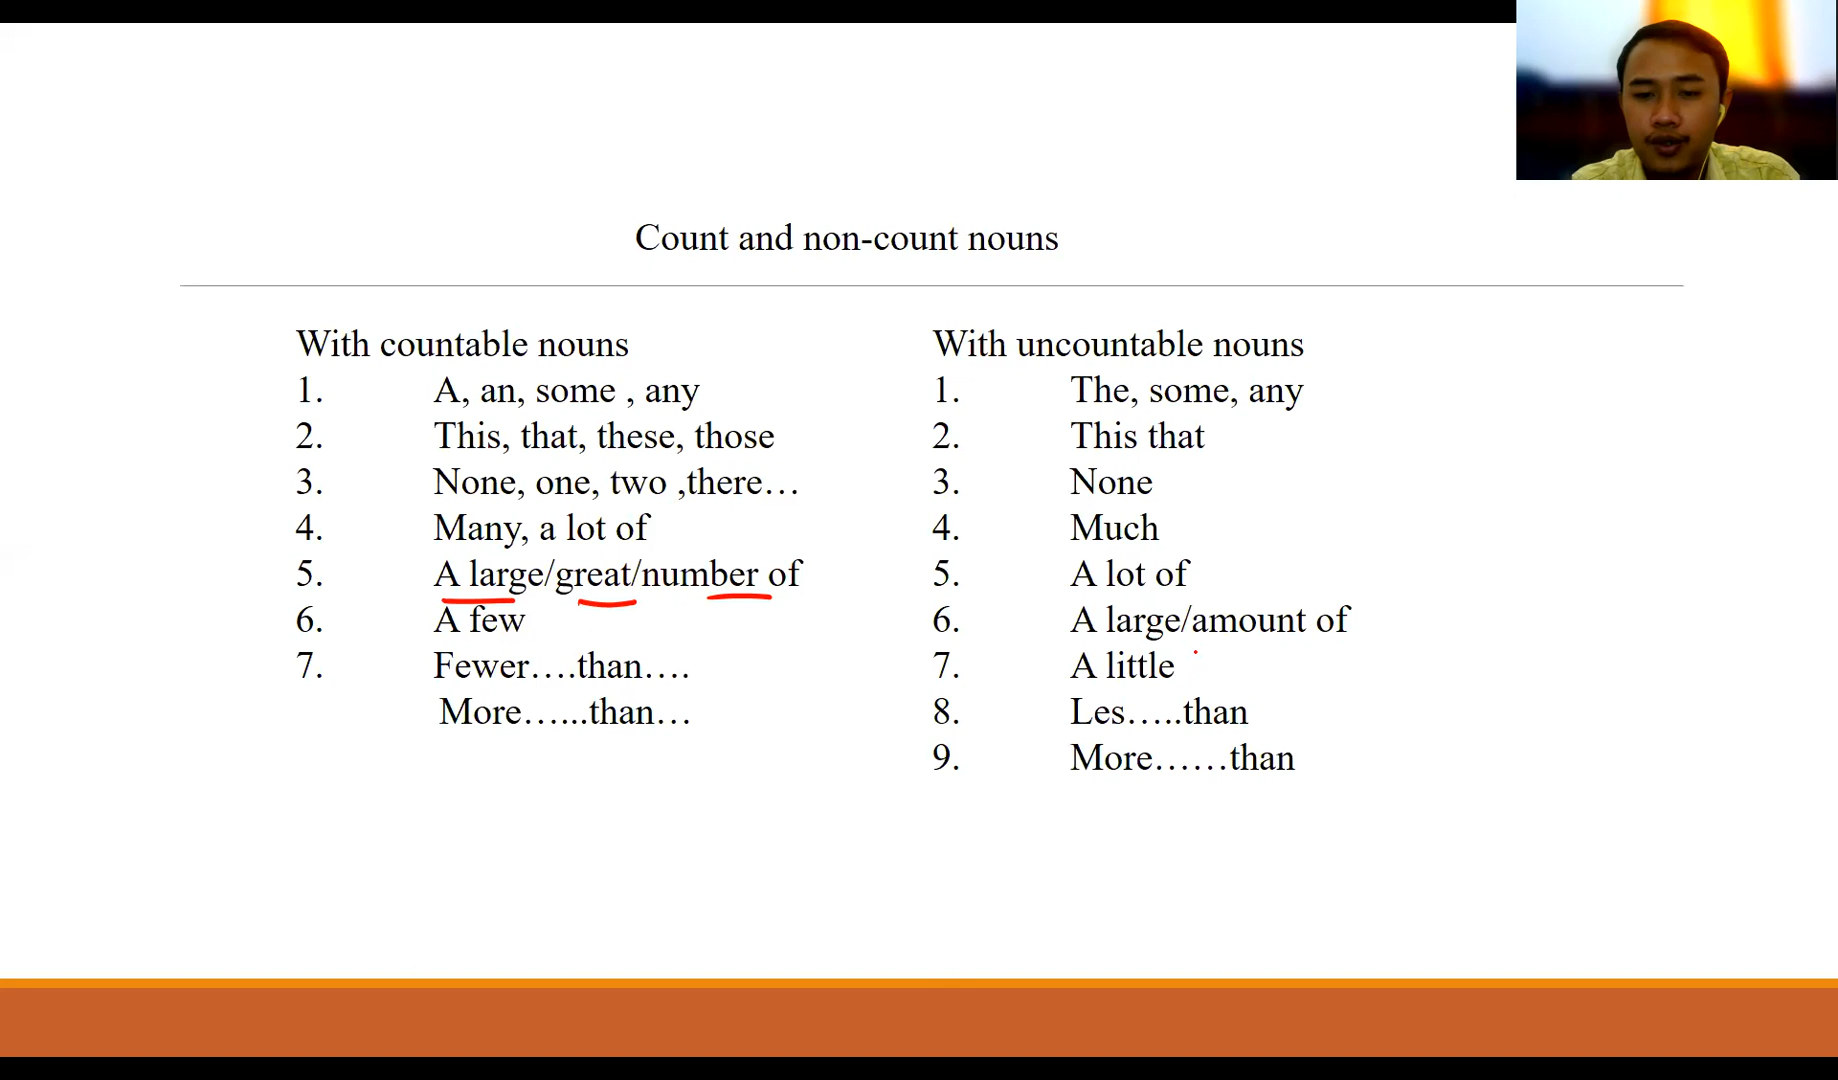 Count and non-count nouns
With countable nouns
1. A, an, some , any
2. This, that, these, those
3. None, one, two ,there…
4. Many, a lot of
5. A large/great/number of
6. A few
7. Fewer….than….
More…...than…
With uncountable nouns
1. The, some, any
2. This that
3. None
4. Much
5. A lot of
6. A large/amount of
7. A little
8. Les…..than
9. More……than